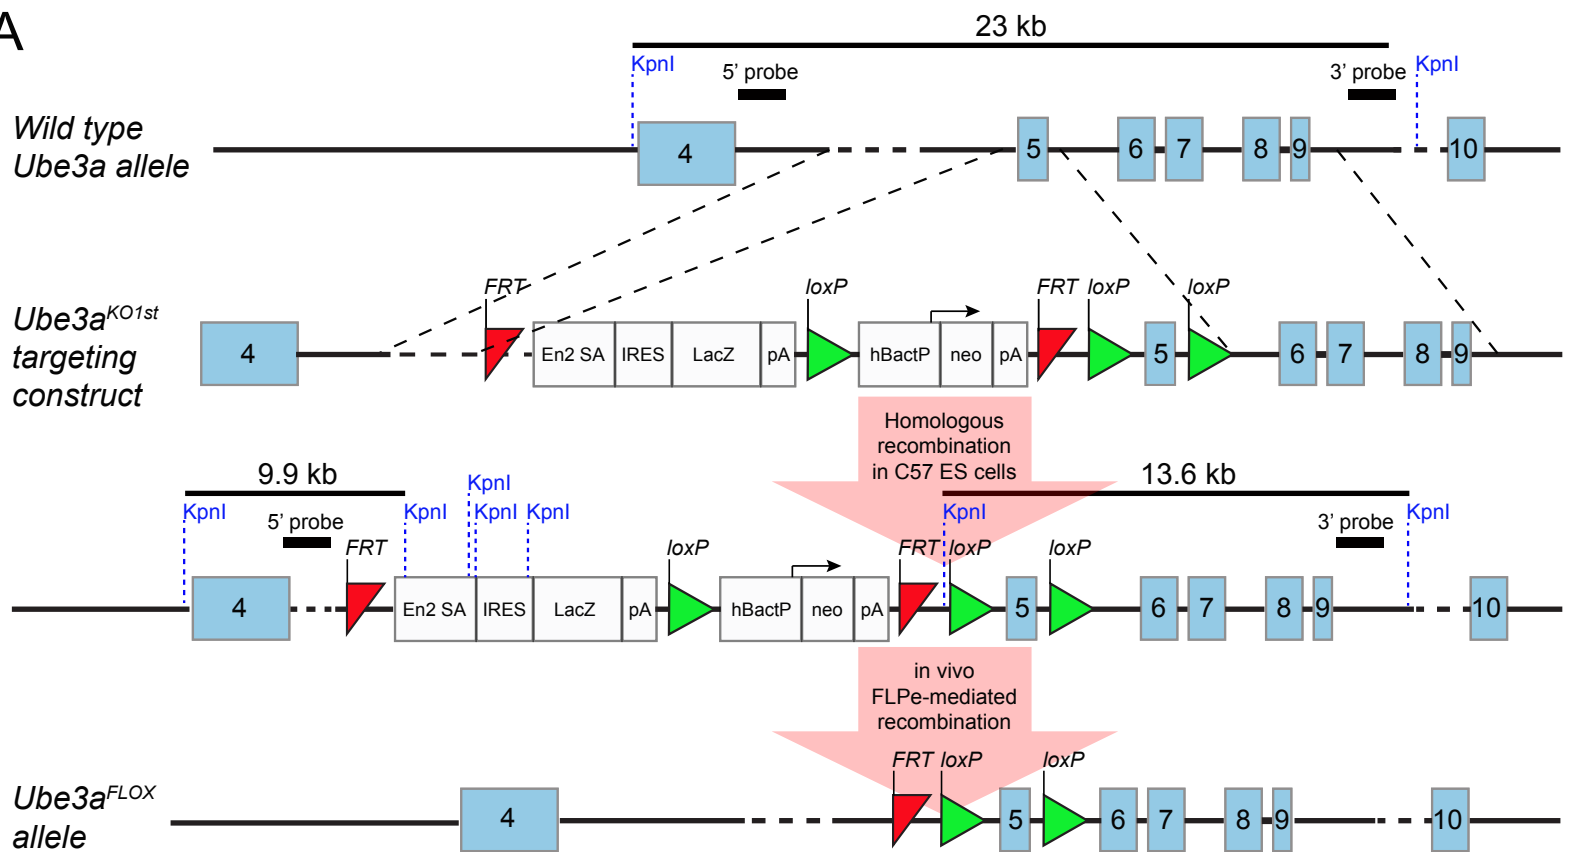 A
23 kb
KpnI
5’ probe
3’ probe
KpnI
Wild type
Ube3a allele
4
5
6
7
8
9
10
FRT
loxP
FRT
loxP
loxP
Ube3aKO1st
targeting
construct
4
En2 SA
IRES
LacZ
pA
hBactP
neo
pA
5
6
7
8
9
Homologous
recombination
in C57 ES cells
9.9 kb
13.6 kb
KpnI
5’ probe
KpnI
KpnI
KpnI
KpnI
KpnI
3’ probe
KpnI
FRT
loxP
FRT
loxP
loxP
4
En2 SA
IRES
LacZ
pA
hBactP
neo
pA
5
6
7
8
9
10
in vivo
FLPe-mediated
recombination
FRT
loxP
loxP
Ube3aFLOX
allele
4
5
6
7
8
9
10